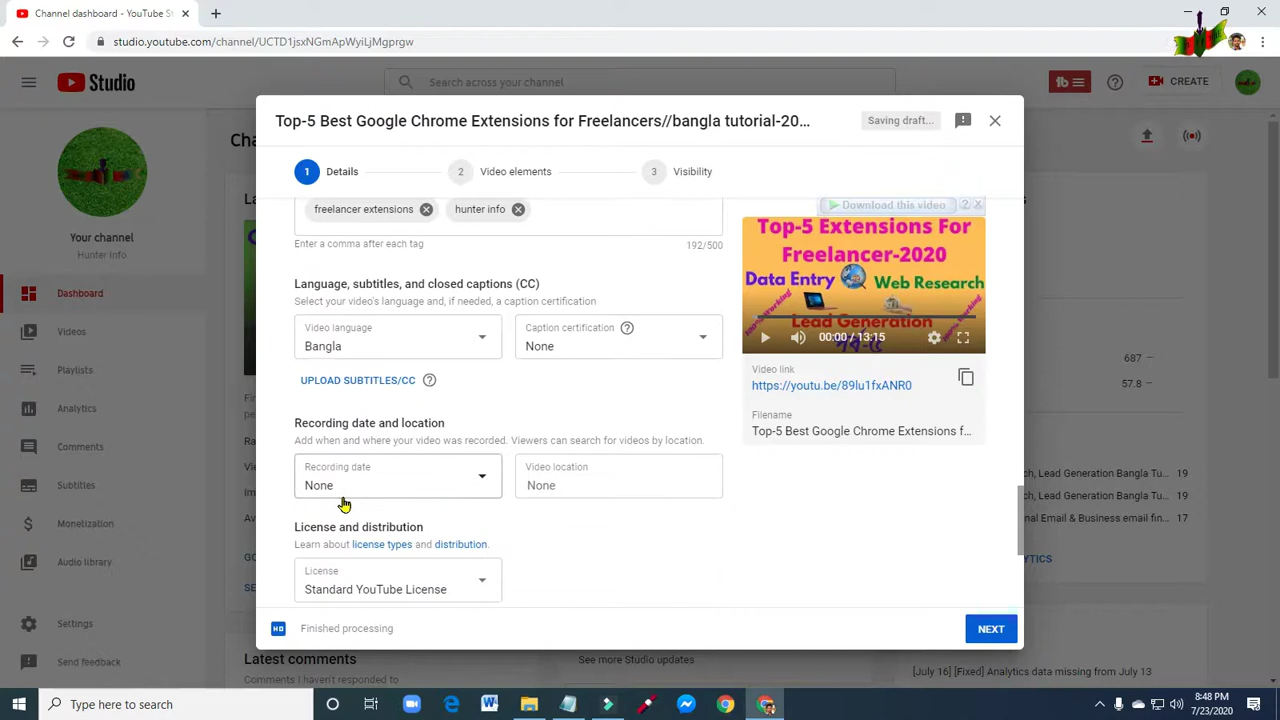 Channel dashboard - YouTube St
studio.youtube.com/channel/UCTD1jsxNGmApWyiLjMgprgw
Studio
Search across your channel
CREATE
Top-5 Best Google Chrome Extensions for Freelancers//bangla tutorial-20...
Saving draft...
1 Details
2 Video elements
3 Visibility
Your channel
Hunter Info
Dashboard
Videos
Playlists
Analytics
Comments
Subtitles
Monetization
Audio library
Settings
Send feedback
freelancer extensions
hunter info
Enter a comma after each tag
192/500
Language, subtitles, and closed captions (CC)
Select your video's language and, if needed, a caption certification
Video language
Bangla
Caption certification
None
UPLOAD SUBTITLES/CC
Recording date and location
Add when and where your video was recorded. Viewers can search for videos by location.
Recording date
None
Video location
None
License and distribution
Learn about license types and distribution.
License
Standard YouTube License
Download this video
Top-5 Extensions For
Freelancer-2020
Data Entry
Web Research
100% Working
Lead Generation
পর্ব-৫
00:00 / 13:15
Video link
https://youtu.be/89lu1fxANR0
Filename
Top-5 Best Google Chrome Extensions f...
HD
Finished processing
NEXT
687
57.8
, Lead Generation Bangla Tu...
19
19
17
Latest comments
See more Studio updates
[July 16] [Fixed] Analytics data missing from July 13
Type here to search
8:48 PM
7/23/2020